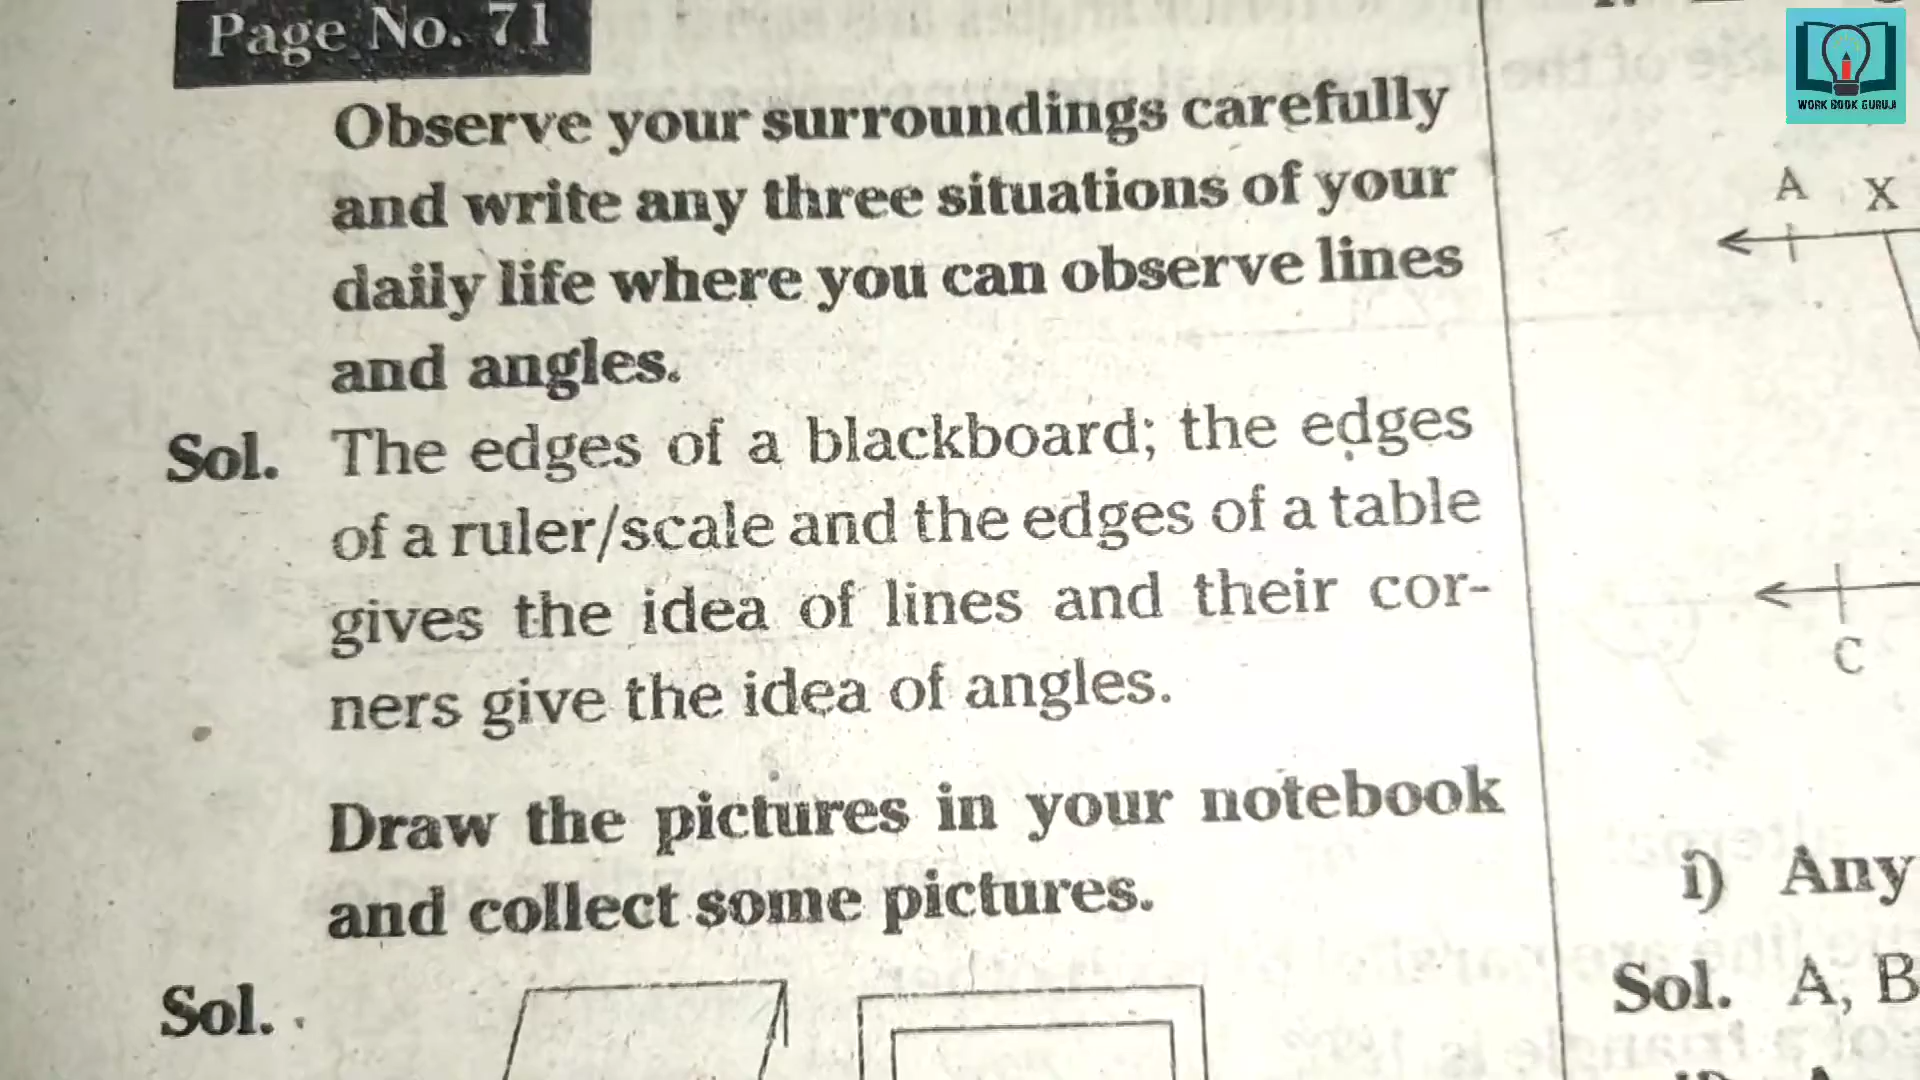 Page No. 71
Observe your surroundings carefully
and write any three situations of your
daily life where you can observe lines
and angles.
Sol. The edges of a blackboard; the edges
of a ruler/scale and the edges of a table
gives the idea of lines and their cor-
ners give the idea of angles.
Draw the pictures in your notebook
and collect some pictures.
Sol.
WORK BOOK GURUJI
A X
C
i) Any
Sol. A, B